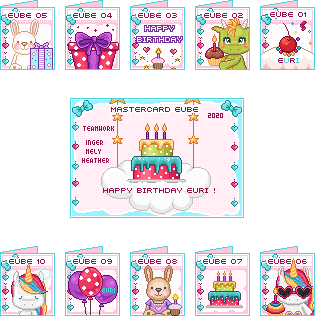 EUBE 05
EUBE 04
EUBE 03
EUBE 02
EUBE 01
HAPPY
BIRTHDAY
EURI
MASTERCARD EUBE
2020
TEAMWORK
INGER
MELY
HEATHER
HAPPY BIRTHDAY EURI !
EUBE 10
EUBE 09
EUBE 08
EUBE 07
EUBE 06